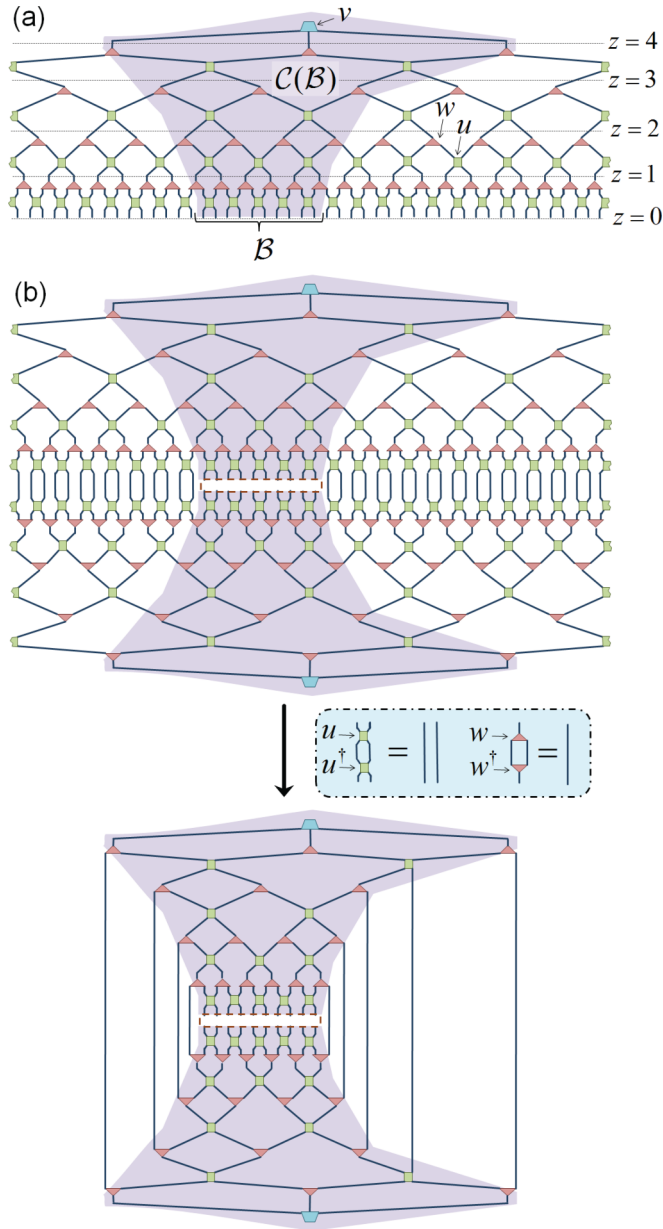 (a)
v
z = 4
C(B)
z = 3
w
u
z = 2
z = 1
z = 0
B
(b)
u
u†
=
w
w†
=